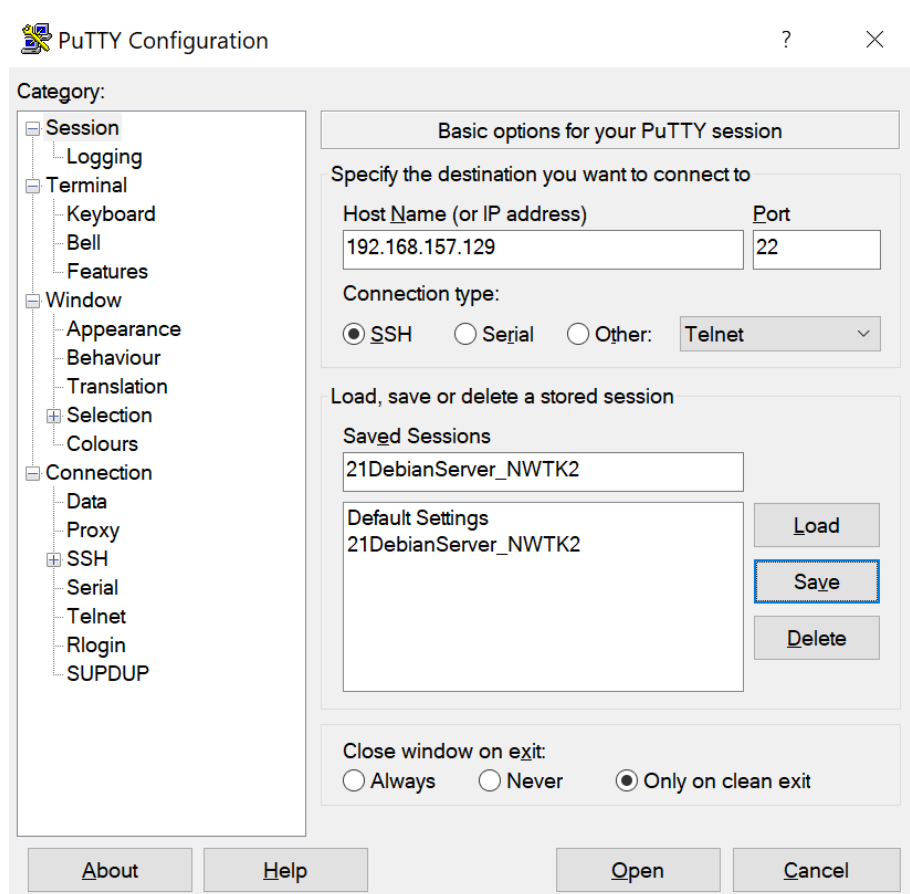 PuTTY Configuration ? ×
Category:
Session
Logging
Terminal
Keyboard
Bell
Features
Window
Appearance
Behaviour
Translation
Selection
Colours
Connection
Data
Proxy
SSH
Serial
Telnet
Rlogin
SUPDUP
Basic options for your PuTTY session
Specify the destination you want to connect to
Host Name (or IP address) Port
192.168.157.129 22
Connection type:
SSH Serial Other: Telnet
Load, save or delete a stored session
Saved Sessions
21DebianServer_NWTK2
Default Settings
21DebianServer_NWTK2
Load
Save
Delete
Close window on exit:
Always Never Only on clean exit
About Help Open Cancel